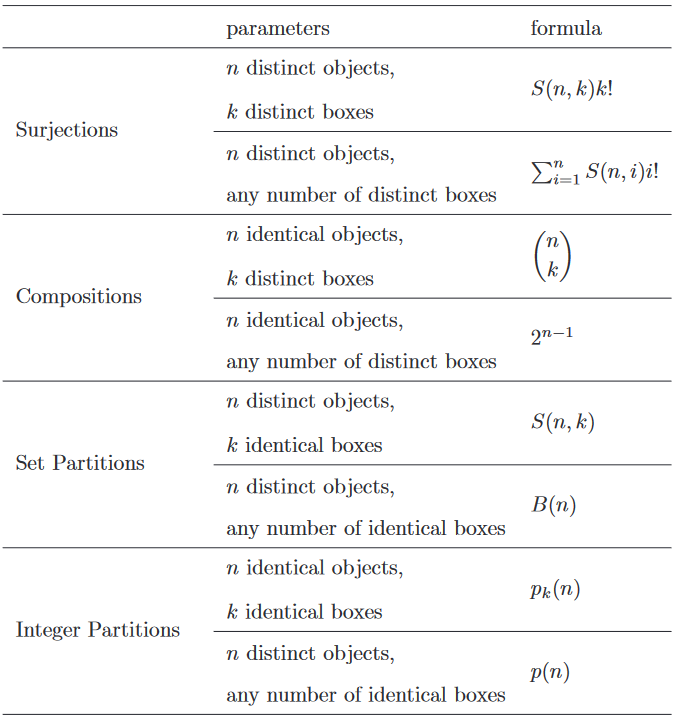 parameters formula
Surjections
n distinct objects,
k distinct boxes
S(n, k)k!
n distinct objects,
any number of distinct boxes
∑_{i=1}^{n} S(n, i)i!
Compositions
n identical objects,
k distinct boxes
\binom{n}{k}
n identical objects,
any number of distinct boxes
2^{n−1}
Set Partitions
n distinct objects,
k identical boxes
S(n, k)
n distinct objects,
any number of identical boxes
B(n)
Integer Partitions
n identical objects,
k identical boxes
p_k(n)
n distinct objects,
any number of identical boxes
p(n)